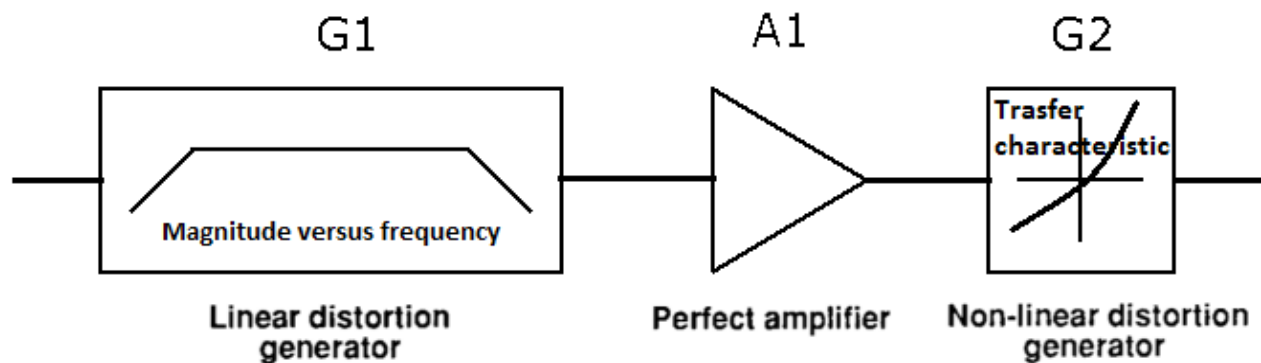 G1
A1
G2
Magnitude versus frequency
Trasfer
characteristic
Linear distortion
generator
Perfect amplifier
Non-linear distortion
generator